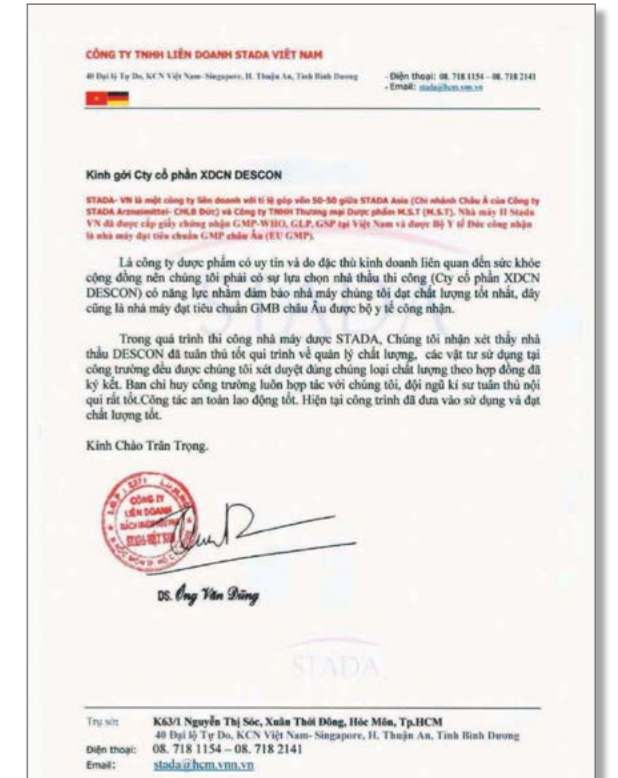 CÔNG TY TNHH LIÊN DOANH STADA VIỆT NAM
40 Đại lộ Tự Do, KCN Việt Nam- Singapore, H. Thuận An, Tỉnh Bình Dương
- Điện thoại: 08. 718 1154 – 08. 718 2141
- Email: stada@hcm.vnn.vn
Kính gởi Cty cổ phần XDCN DESCON
STADA- VN là một công ty liên doanh với tỉ lệ góp vốn 50-50 giữa STADA Asia (Chi nhánh Châu Á của Công ty
STADA Arzneimittel- CHLB Đức) và Công ty TNHH Thương mại Dược phẩm M.S.T (M.S.T). Nhà máy II Stada
VN đã được cấp giấy chứng nhận GMP-WHO, GLP, GSP tại Việt Nam và được Bộ Y tế Đức công nhận
là nhà máy đạt tiêu chuẩn GMP châu Âu (EU GMP).
Là công ty dược phẩm có uy tín và do đặc thù kinh doanh liên quan đến sức khỏe
cộng đồng nên chúng tôi phải có sự lựa chọn nhà thầu thi công (Cty cổ phần XDCN
DESCON) có năng lực nhằm đảm bảo nhà máy chúng tôi đạt chất lượng tốt nhất, đây
cũng là nhà máy đạt tiêu chuẩn GMB châu Âu được bộ y tế công nhận.
Trong quá trình thi công nhà máy dược STADA, Chúng tôi nhận xét thấy nhà
thầu DESCON đã tuân thủ tốt qui trình về quản lý chất lượng, các vật tư sử dụng tại
công trường đều được chúng tôi xét duyệt đúng chủng loại chất lượng theo hợp đồng đã
ký kết. Ban chỉ huy công trường luôn hợp tác với chúng tôi, đội ngũ kĩ sư tuân thủ nội
qui rất tốt.Công tác an toàn lao động tốt. Hiện tại công trình đã đưa vào sử dụng và đạt
chất lượng tốt.
Kính Chào Trân Trọng.
CÔNG TY
LIÊN DOANH
STADA-VIỆT NAM
DS. Ông Văn Dũng
STADA
Trụ sở: K63/1 Nguyễn Thị Sóc, Xuân Thới Đông, Hóc Môn, Tp.HCM
40 Đại lộ Tự Do, KCN Việt Nam- Singapore, H. Thuận An, Tỉnh Bình Dương
Điện thoại: 08. 718 1154 – 08. 718 2141
Email: stada@hcm.vnn.vn